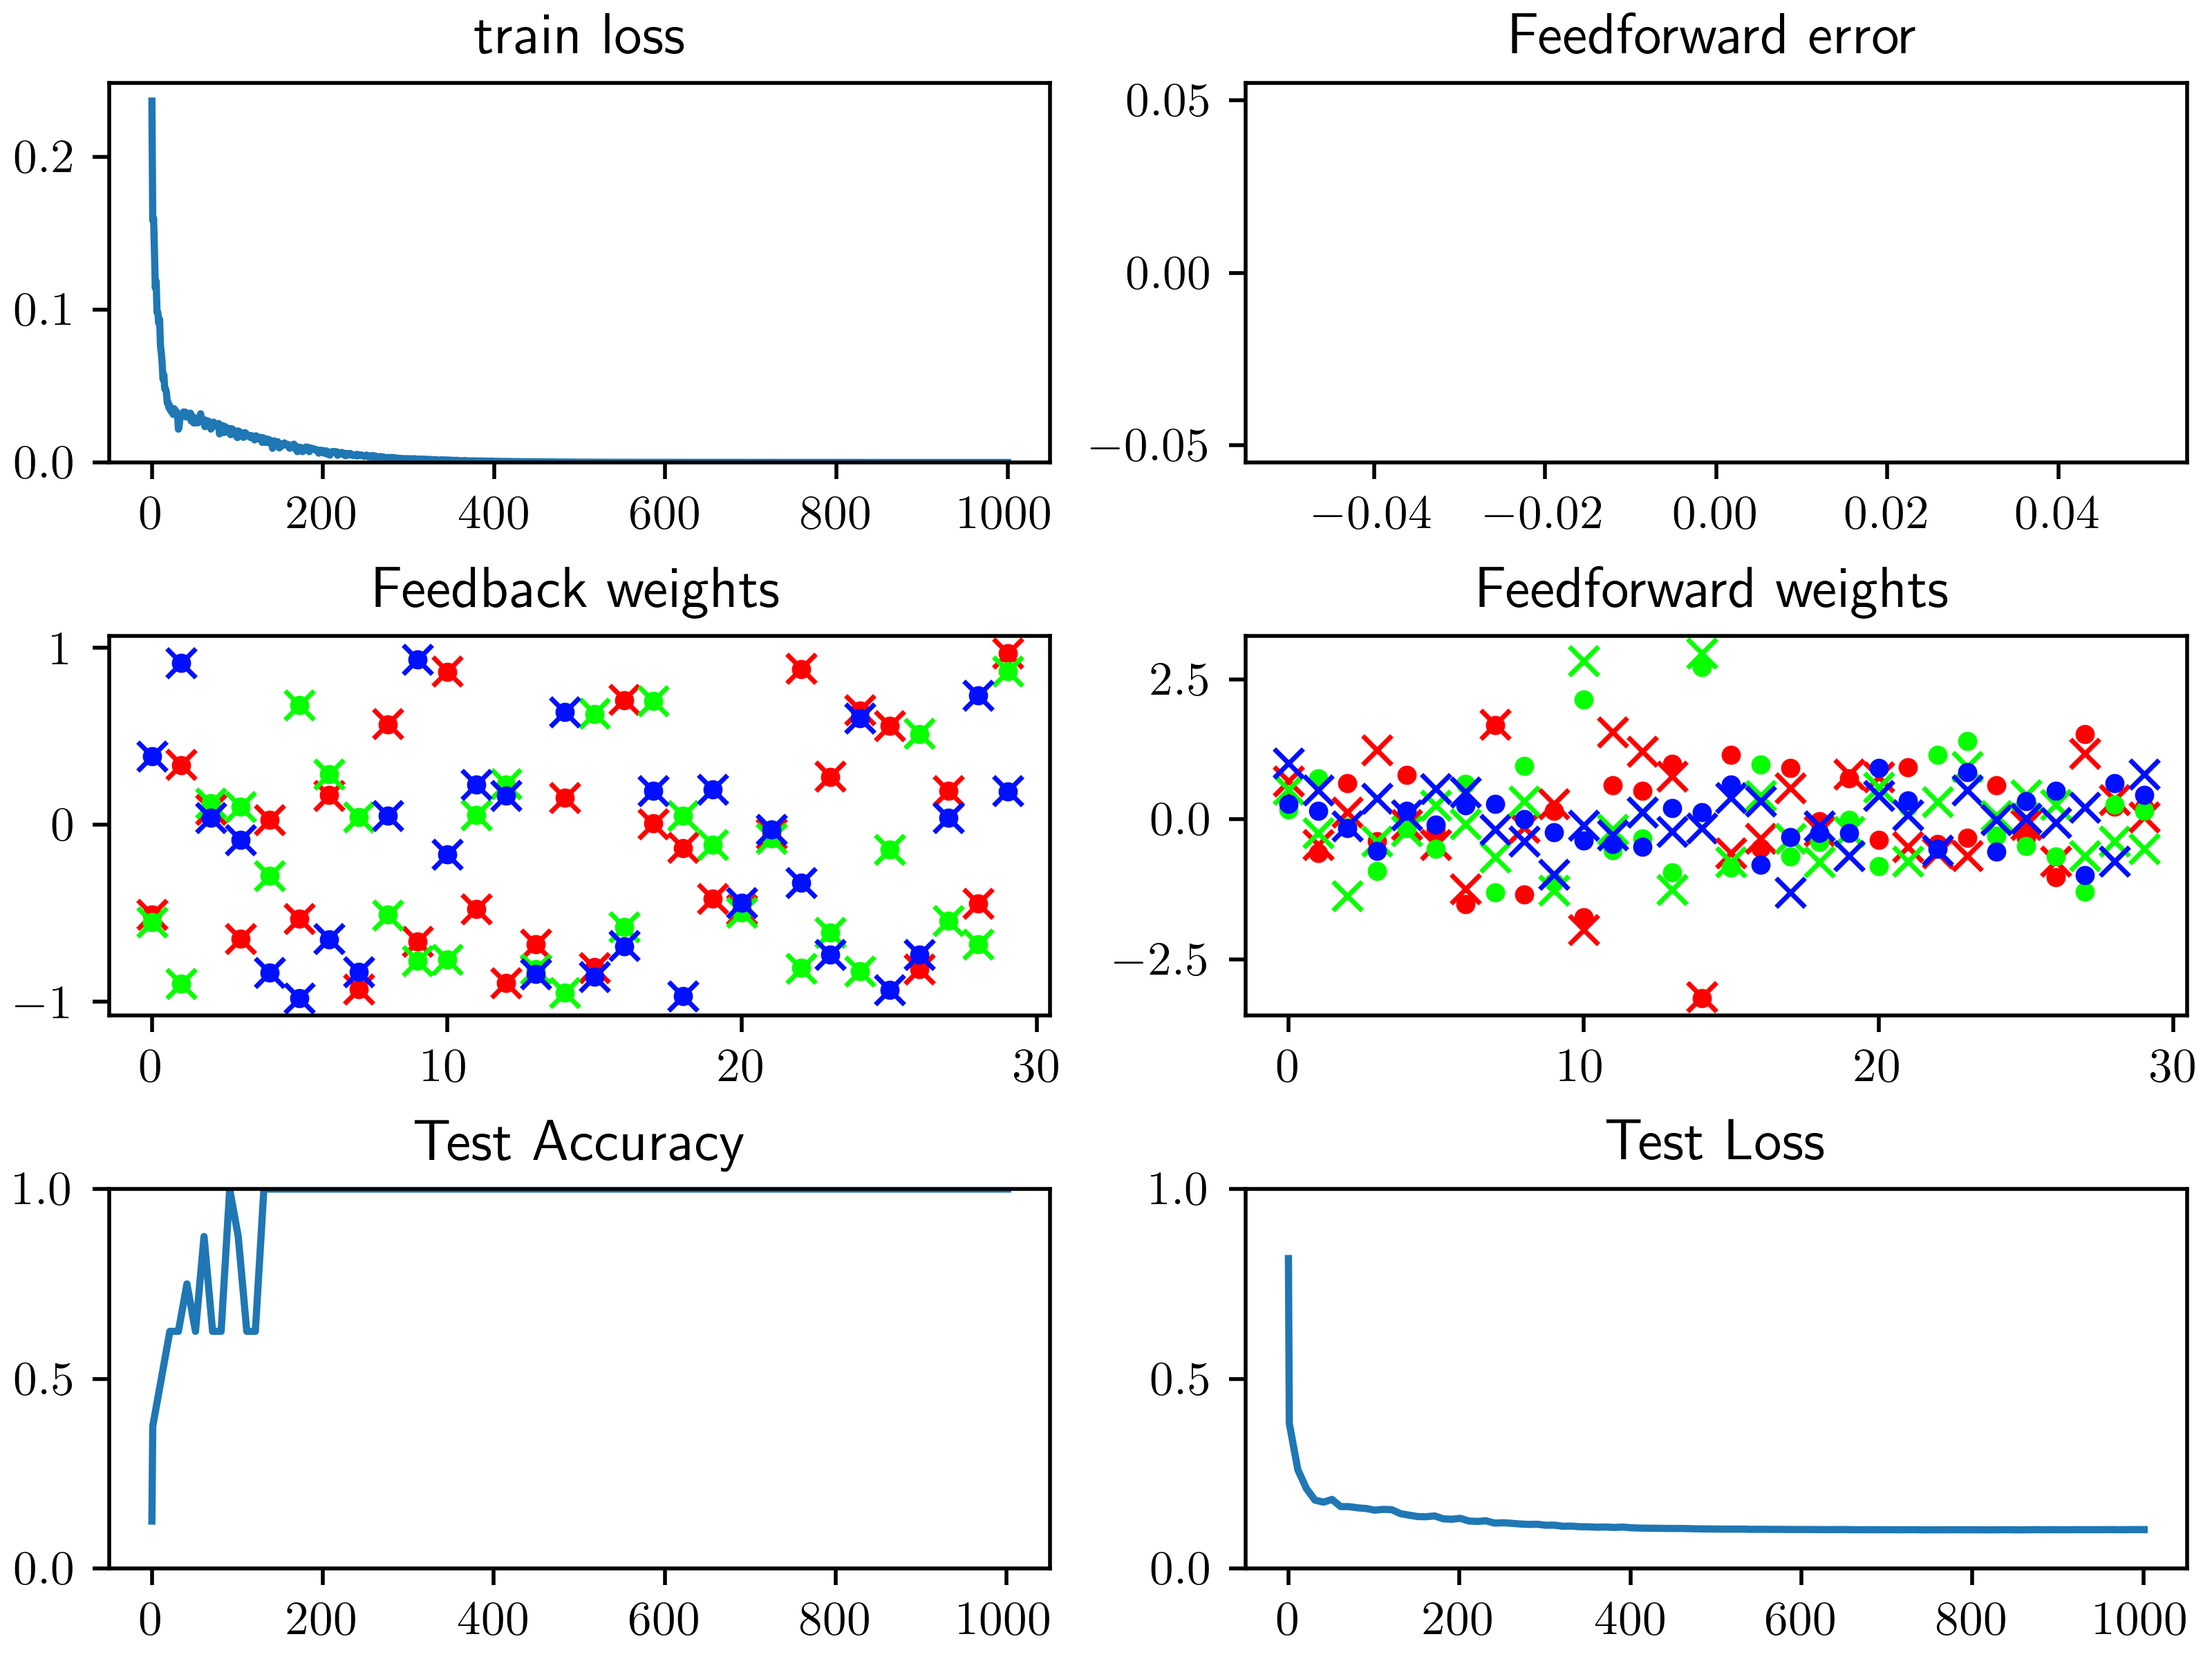 train loss
Feedforward error
0.2
0.1
0.0
0 200 400 600 800 1000
0.05
0.00
−0.05
−0.04 −0.02 0.00 0.02 0.04
Feedback weights
Feedforward weights
1
0
−1
0 10 20 30
2.5
0.0
−2.5
0 10 20 30
Test Accuracy
Test Loss
1.0
0.5
0.0
0 200 400 600 800 1000
1.0
0.5
0.0
0 200 400 600 800 1000